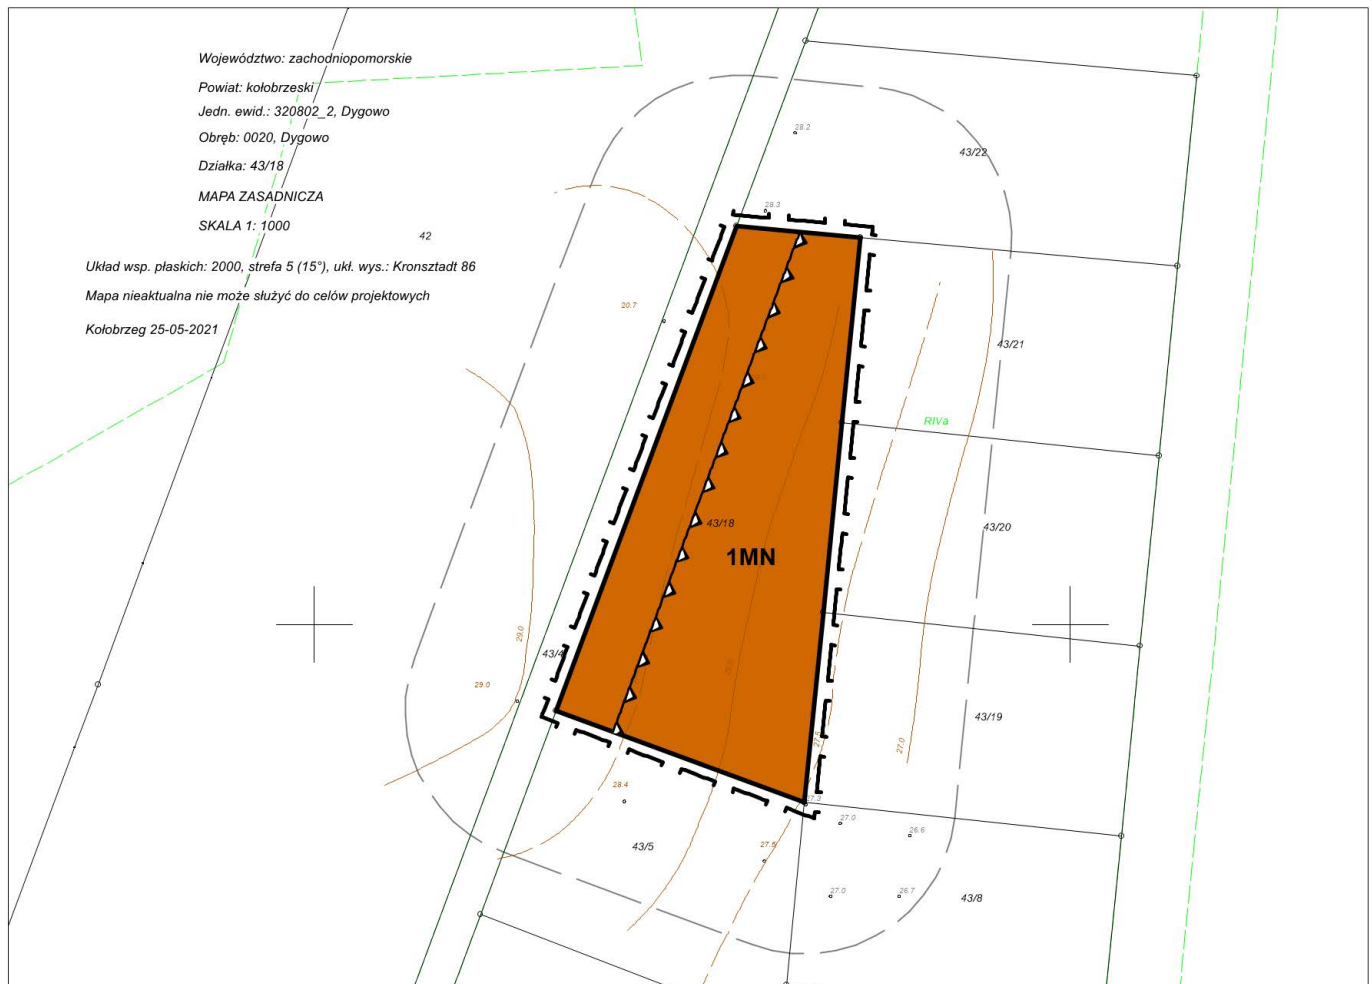 Województwo: zachodniopomorskie
Powiat: kołobrzeski
Jedn. ewid.: 320802_2, Dygowo
Obręb: 0020, Dygowo
Działka: 43/18
MAPA ZASADNICZA
SKALA 1: 1000
Układ wsp. płaskich: 2000, strefa 5 (15°), ukł. wys.: Kronsztadt 86
Mapa nieaktualna nie może służyć do celów projektowych
Kołobrzeg 25-05-2021
28.2
43/22
28.3
42
20.7
43/21
RIVa
43/18
43/20
1MN
29.0
43/4
29.0
43/19
27.5
27.0
28.4
27.3
27.0
26.6
43/5
27.5
27.0
26.7
43/8